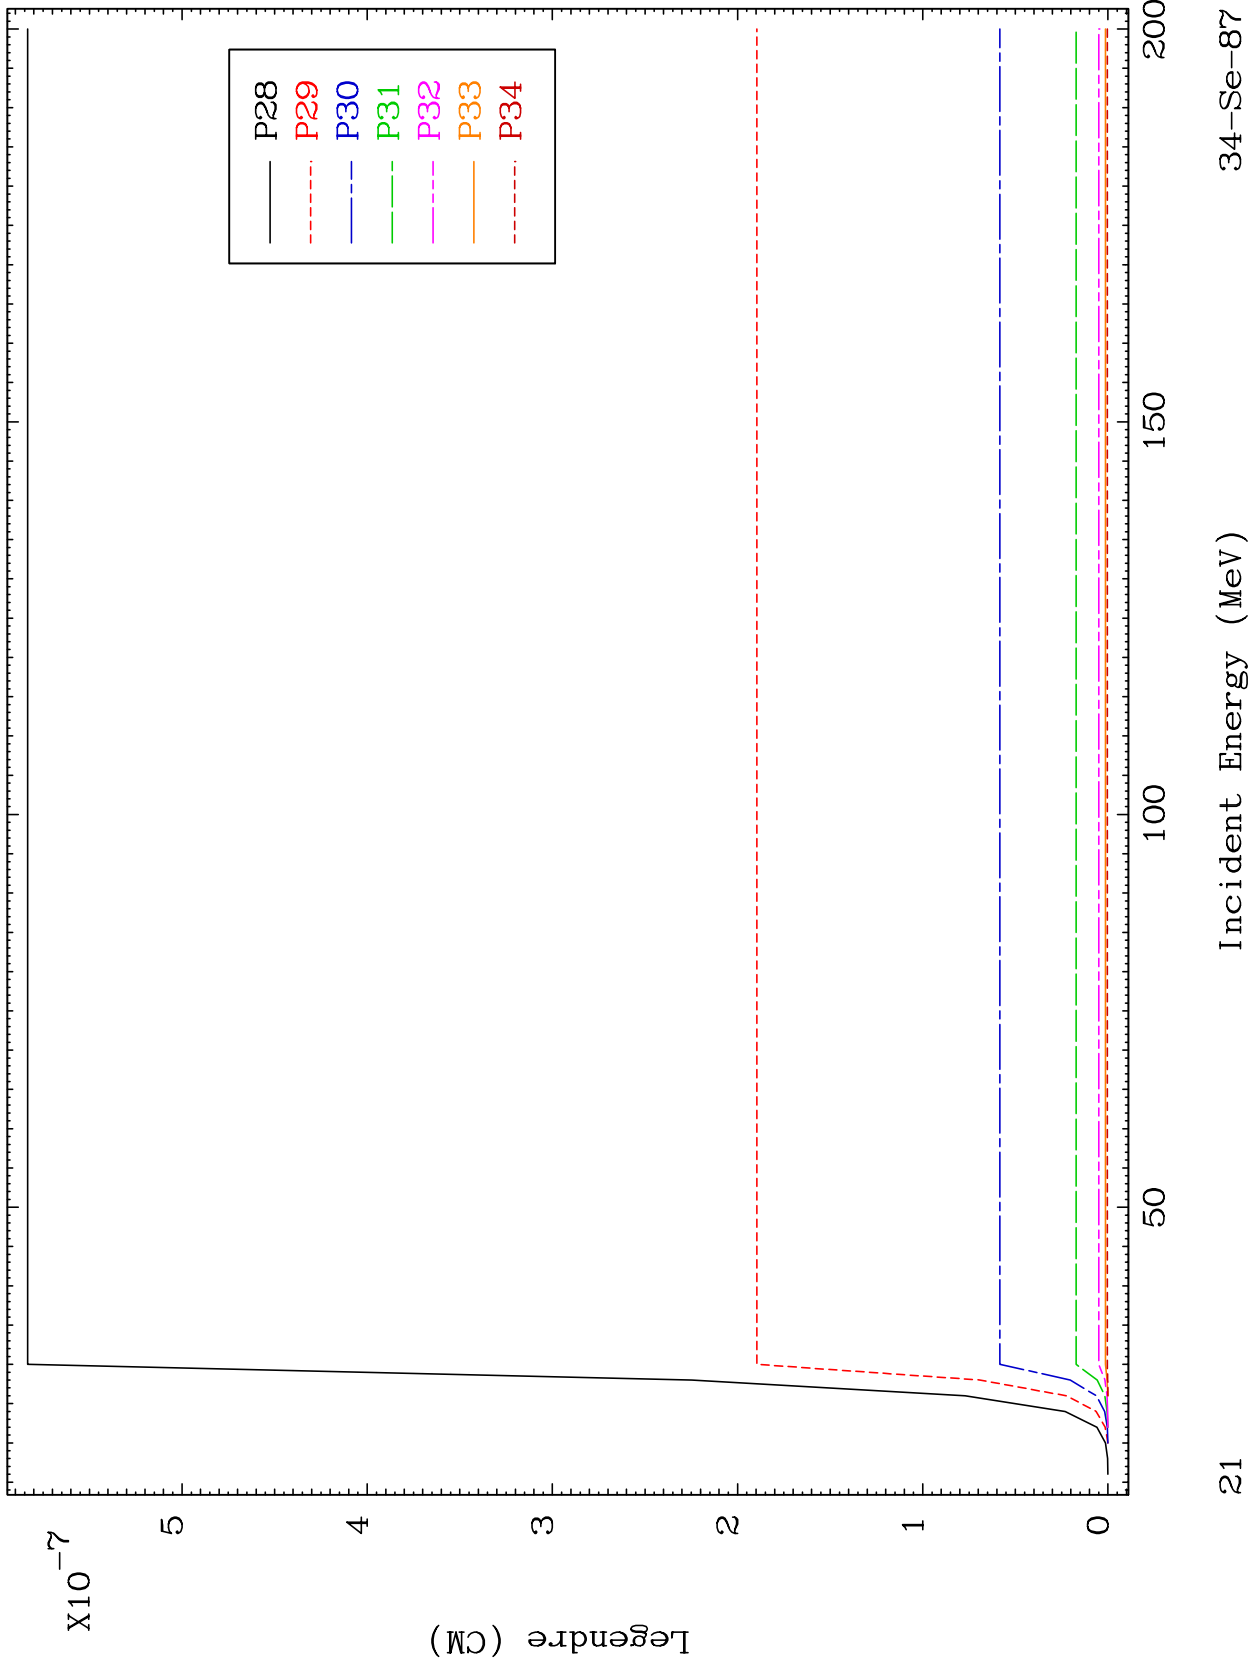 X10
-7
5
4
3
2
1
0
Legendre (CM)
P28
P29
P30
P31
P32
P33
P34
50
100
150
200
Incident Energy (MeV)
21
34-Se-87